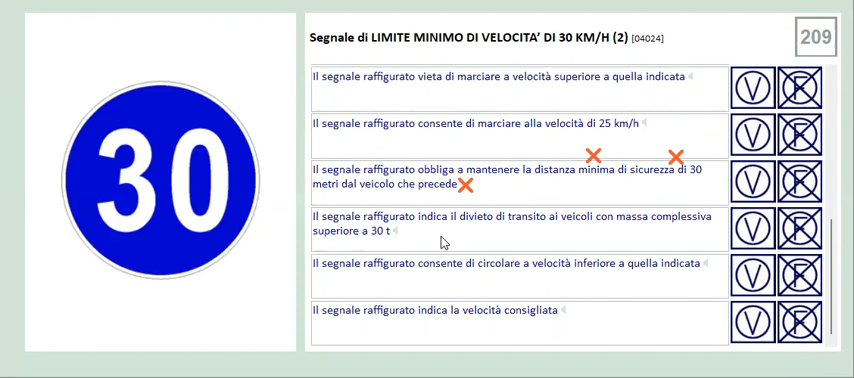 30
Segnale di LIMITE MINIMO DI VELOCITA' DI 30 KM/H (2) [04024]
209
Il segnale raffigurato vieta di marciare a velocità superiore a quella indicata
V F
Il segnale raffigurato consente di marciare alla velocità di 25 km/h
V F
Il segnale raffigurato obbliga a mantenere la distanza minima di sicurezza di 30
metri dal veicolo che precede
V F
Il segnale raffigurato indica il divieto di transito ai veicoli con massa complessiva
superiore a 30 t
V F
Il segnale raffigurato consente di circolare a velocità inferiore a quella indicata
V F
Il segnale raffigurato indica la velocità consigliata
V F